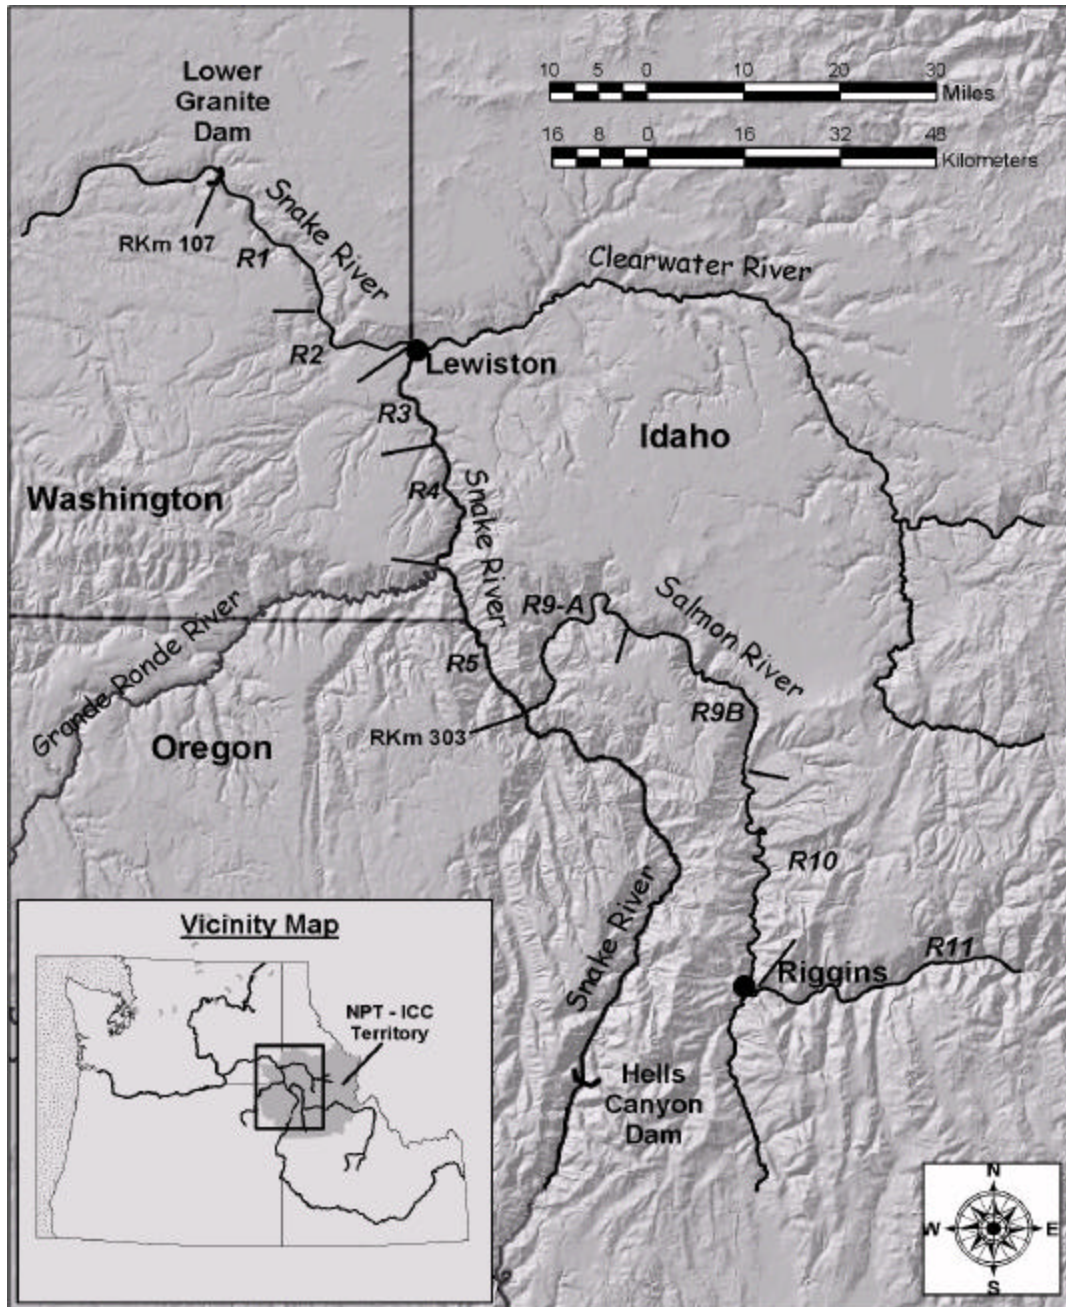 Lower
Granite
Dam
10 5 0 10 20 30
Miles
16 8 0 16 32 48
Kilometers
Snake River
RKm 107
R1
Clearwater River
R2
Lewiston
R3
Idaho
R4
Snake River
Washington
R9-A
Salmon River
Grande Ronde River
R5
R9B
RKm 303
Oregon
R10
Snake River
R11
Riggins
Hells
Canyon
Dam
Vicinity Map
NPT - ICC
Territory
N
W E
S